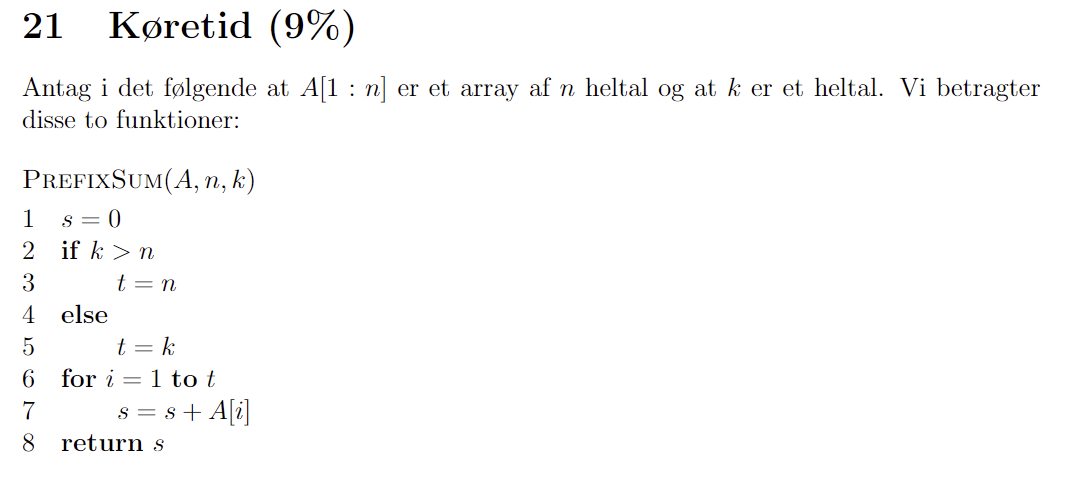 21 Køretid (9%)
Antag i det følgende at A[1 : n] er et array af n heltal og at k er et heltal. Vi betragter
disse to funktioner:
PREFIXSUM(A, n, k)
1 s = 0
2 if k > n
3 t = n
4 else
5 t = k
6 for i = 1 to t
7 s = s + A[i]
8 return s